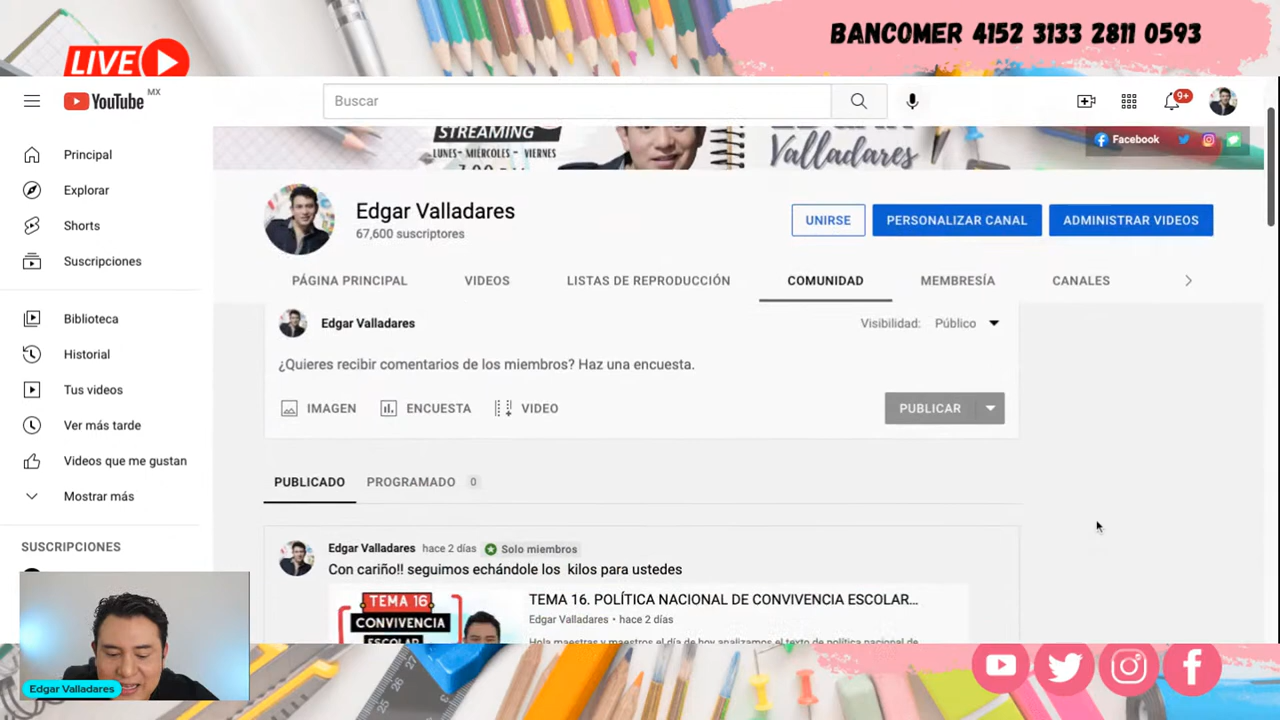 BANCOMER 4152 3133 2811 0593
LIVE
YouTube MX
Buscar
9+
STREAMING
LUNES- MIÉRCOLES - VIERNES
Valladares
Facebook
Principal
Explorar
Shorts
Suscripciones
Biblioteca
Historial
Tus videos
Ver más tarde
Videos que me gustan
Mostrar más
SUSCRIPCIONES
Edgar Valladares
67,600 suscriptores
UNIRSE
PERSONALIZAR CANAL
ADMINISTRAR VIDEOS
PÁGINA PRINCIPAL
VIDEOS
LISTAS DE REPRODUCCIÓN
COMUNIDAD
MEMBRESÍA
CANALES
Edgar Valladares
Visibilidad: Público
¿Quieres recibir comentarios de los miembros? Haz una encuesta.
IMAGEN
ENCUESTA
VIDEO
PUBLICAR
PUBLICADO
PROGRAMADO 0
Edgar Valladares hace 2 días Solo miembros
Con cariño!! seguimos echándole los kilos para ustedes
TEMA 16
CONVIVENCIA
ESCOLAR
TEMA 16. POLÍTICA NACIONAL DE CONVIVENCIA ESCOLAR...
Edgar Valladares • hace 2 días
Hola maestras y maestros el día de hoy analizamos el texto de política nacional de
Edgar Valladares